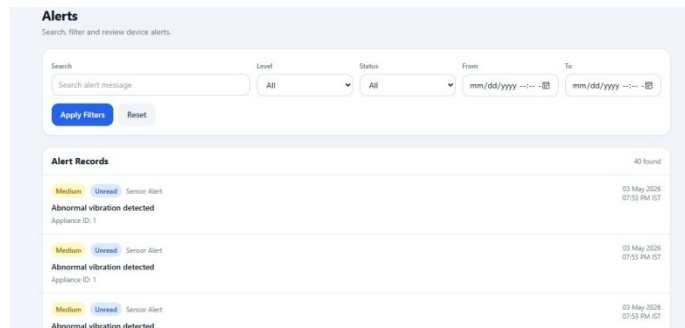 Alerts
Search, filter and review device alerts.
Search Level Status From To
Search alert message All All mm/dd/yyyy --:-- - mm/dd/yyyy --:-- -
Apply Filters Reset
Alert Records 40 found
Medium Unread Sensor Alert 03 May 2026
07:53 PM IST
Abnormal vibration detected
Appliance ID: 1
Medium Unread Sensor Alert 03 May 2026
07:53 PM IST
Abnormal vibration detected
Appliance ID: 1
Medium Unread Sensor Alert 03 May 2026
07:53 PM IST
Abnormal vibration detected